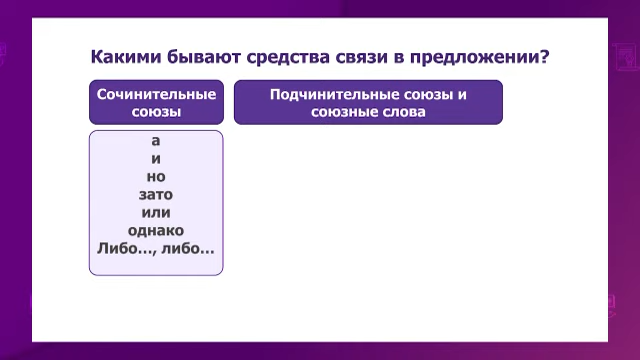 Какими бывают средства связи в предложении?
Сочинительные
союзы
Подчинительные союзы и
союзные слова
а
и
но
зато
или
однако
Либо…, либо…